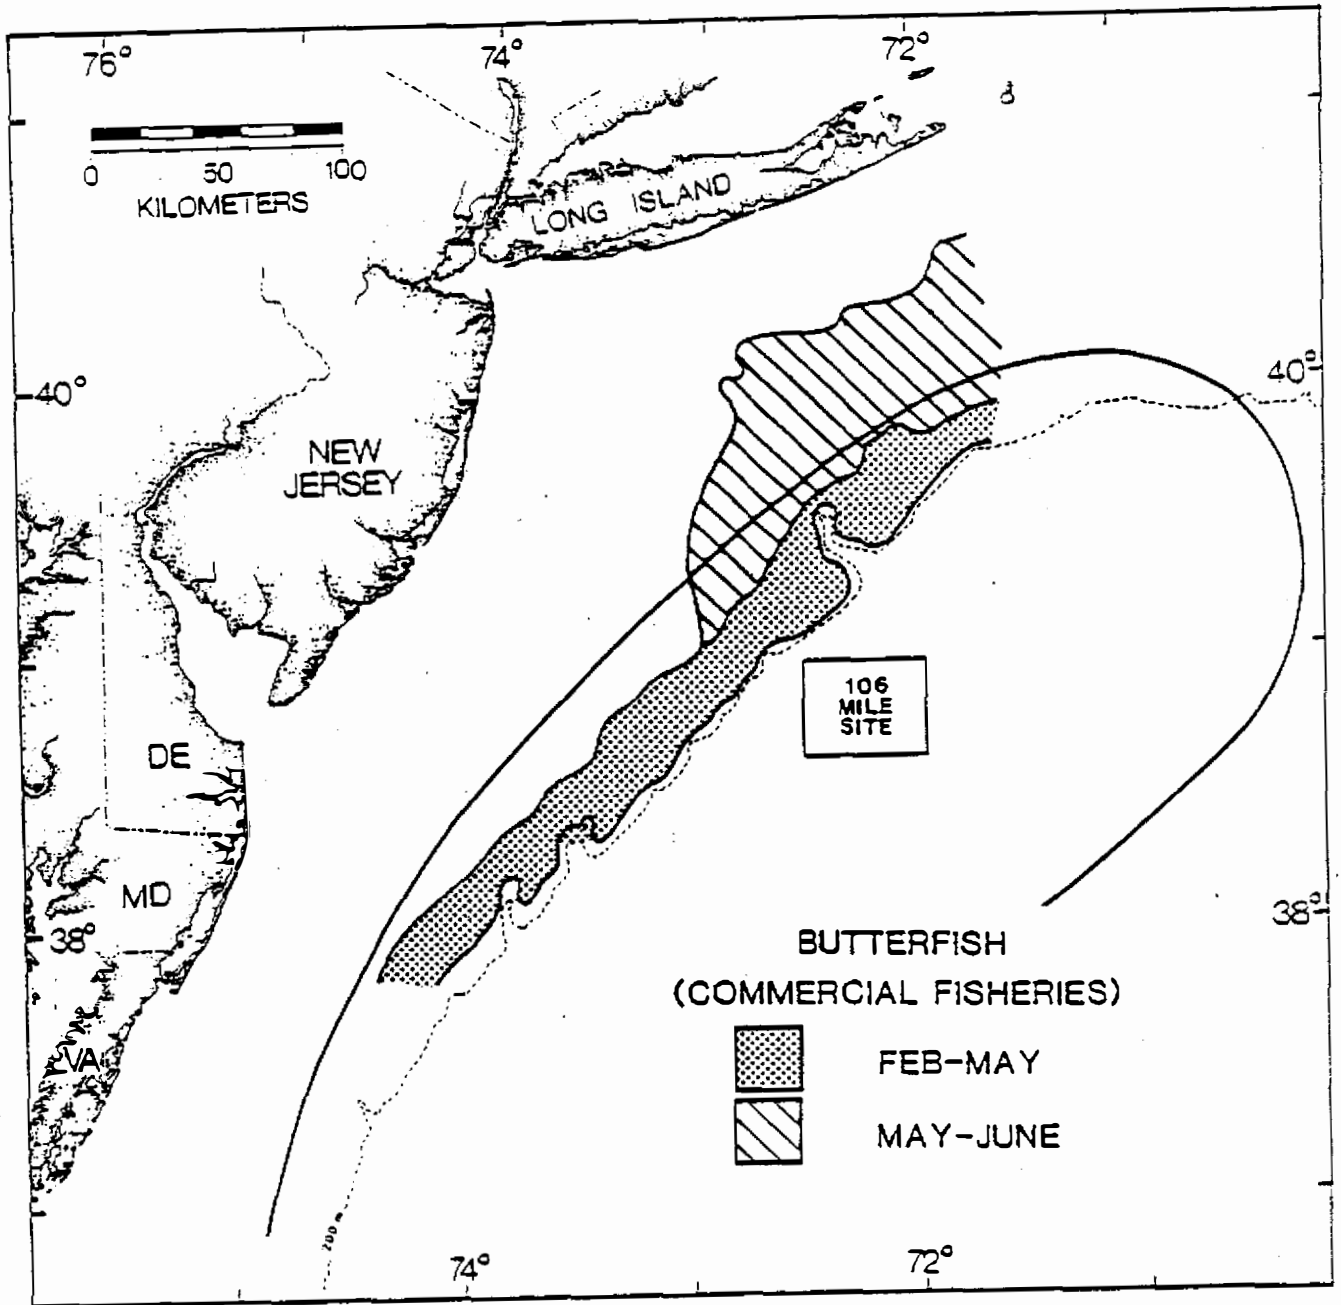 76°
74°
72°
0 50 100
KILOMETERS
LONG ISLAND
40°
40°
NEW
JERSEY
106
MILE
SITE
DE
MD
38°
38°
BUTTERFISH
(COMMERCIAL FISHERIES)
VA
FEB-MAY
MAY-JUNE
200 m
74°
72°